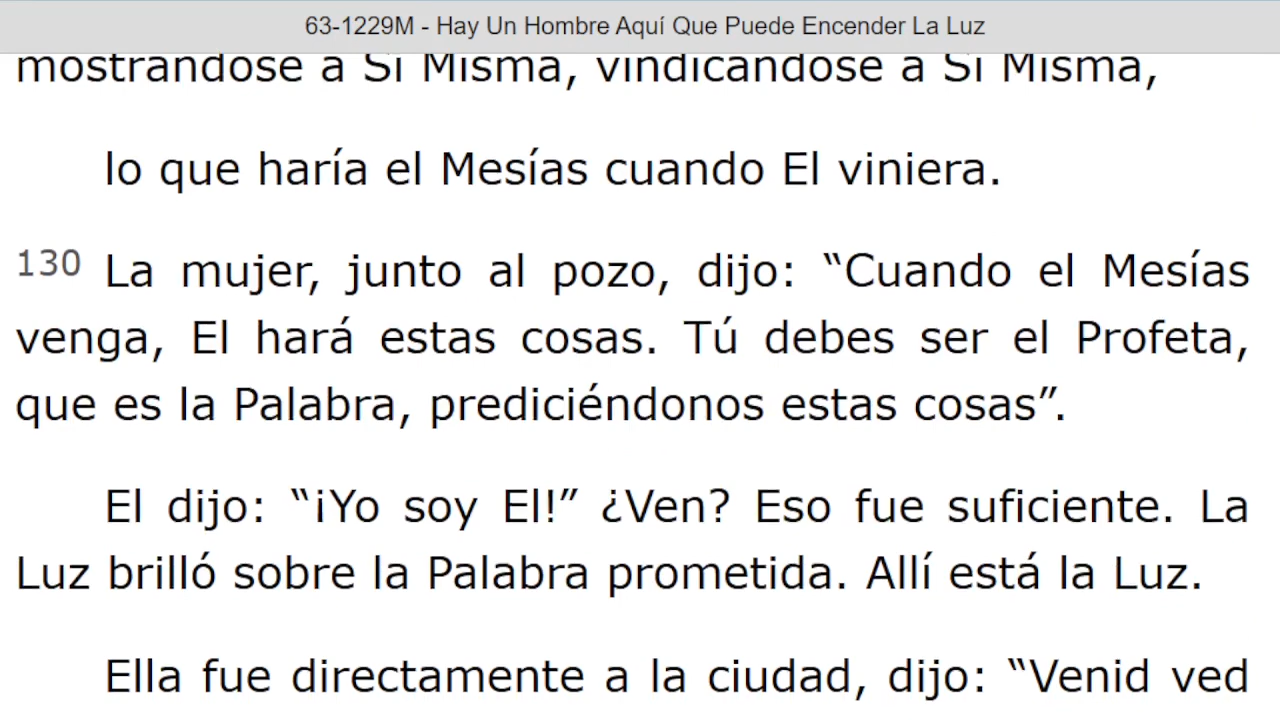 63-1229M - Hay Un Hombre Aquí Que Puede Encender La Luz
mostrándose a Sí Misma, vindicándose a Sí Misma,
lo que haría el Mesías cuando El viniera.
130 La mujer, junto al pozo, dijo: “Cuando el Mesías
venga, El hará estas cosas. Tú debes ser el Profeta,
que es la Palabra, prediciéndonos estas cosas”.
El dijo: “¡Yo soy El!” ¿Ven? Eso fue suficiente. La
Luz brilló sobre la Palabra prometida. Allí está la Luz.
Ella fue directamente a la ciudad, dijo: “Venid ved